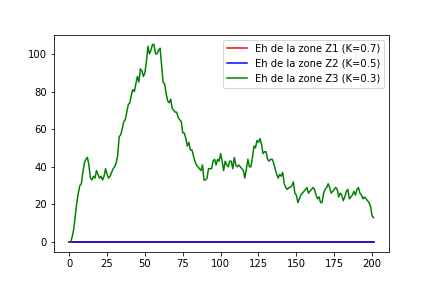 Eh de la zone Z1 (K=0.7)
Eh de la zone Z2 (K=0.5)
Eh de la zone Z3 (K=0.3)
100
80
60
40
20
0
0 25 50 75 100 125 150 175 200